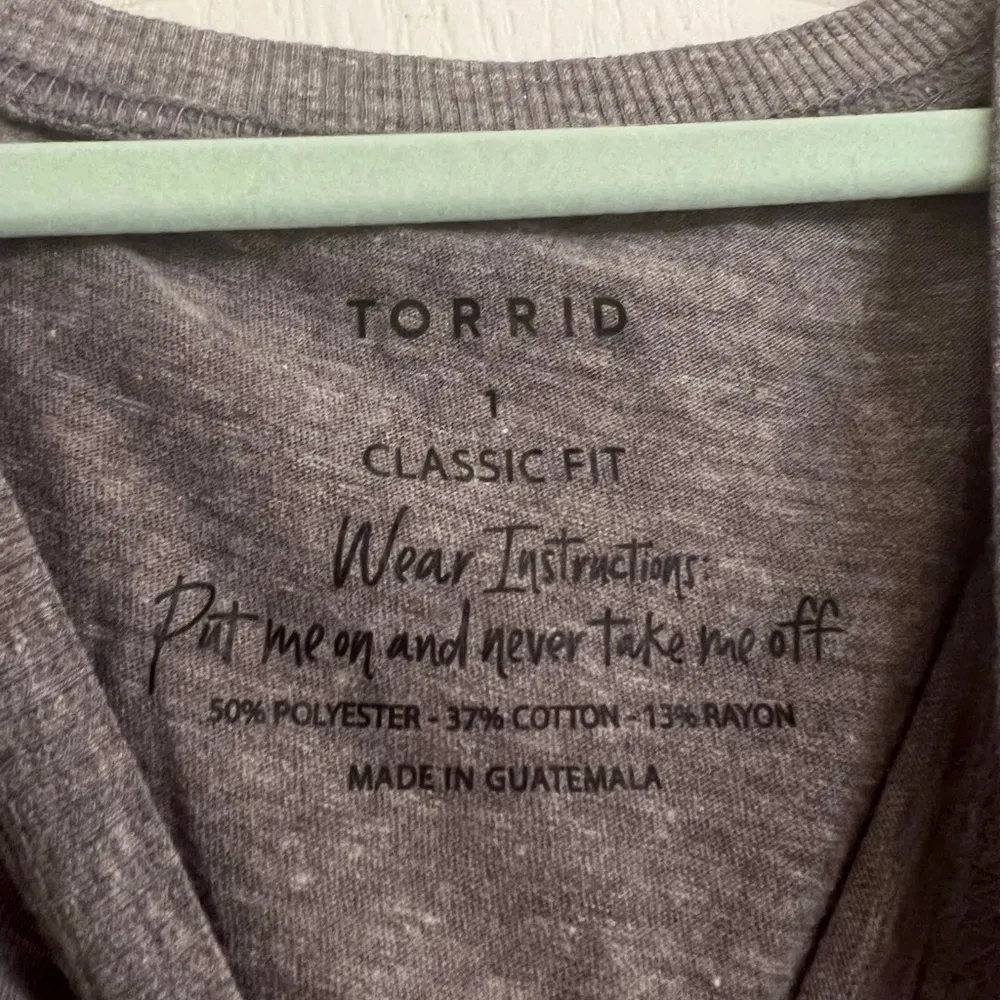 TORRID
1
CLASSIC FIT
Wear Instructions:
Put me on and never take me off
50% POLYESTER - 37% COTTON - 13% RAYON
MADE IN GUATEMALA